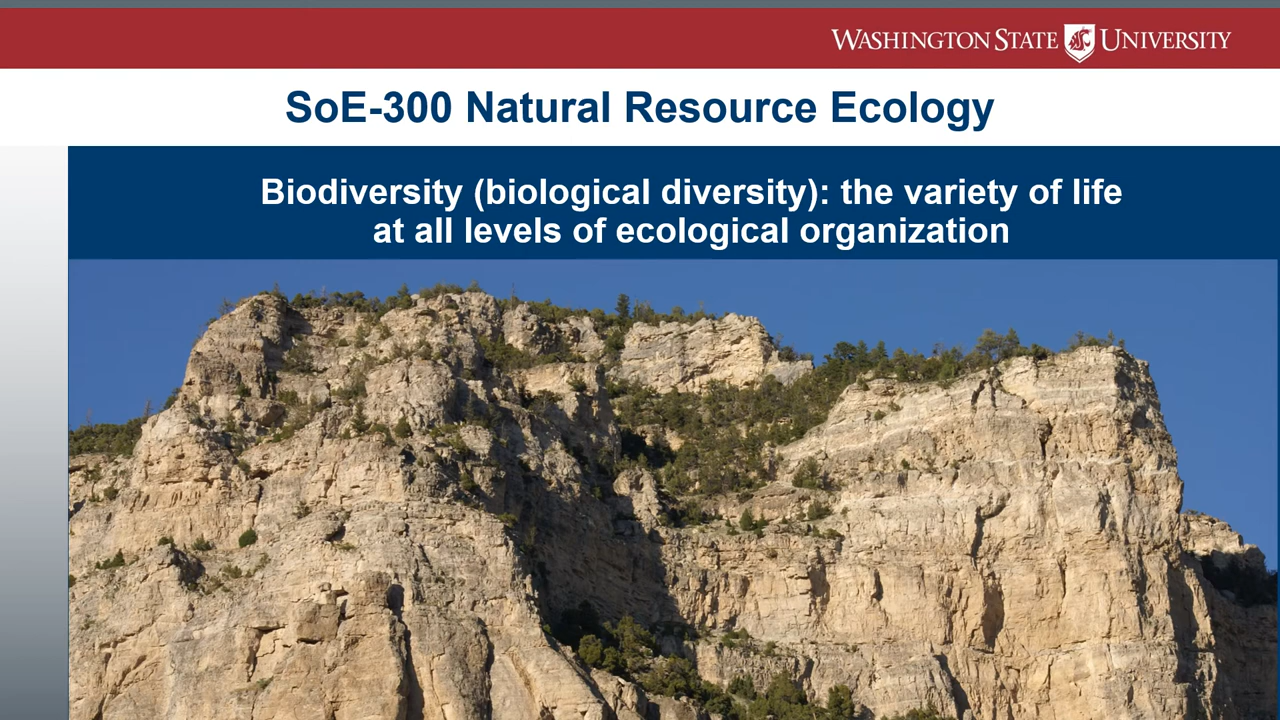 WASHINGTON STATE UNIVERSITY
SoE-300 Natural Resource Ecology
Biodiversity (biological diversity): the variety of life
at all levels of ecological organization